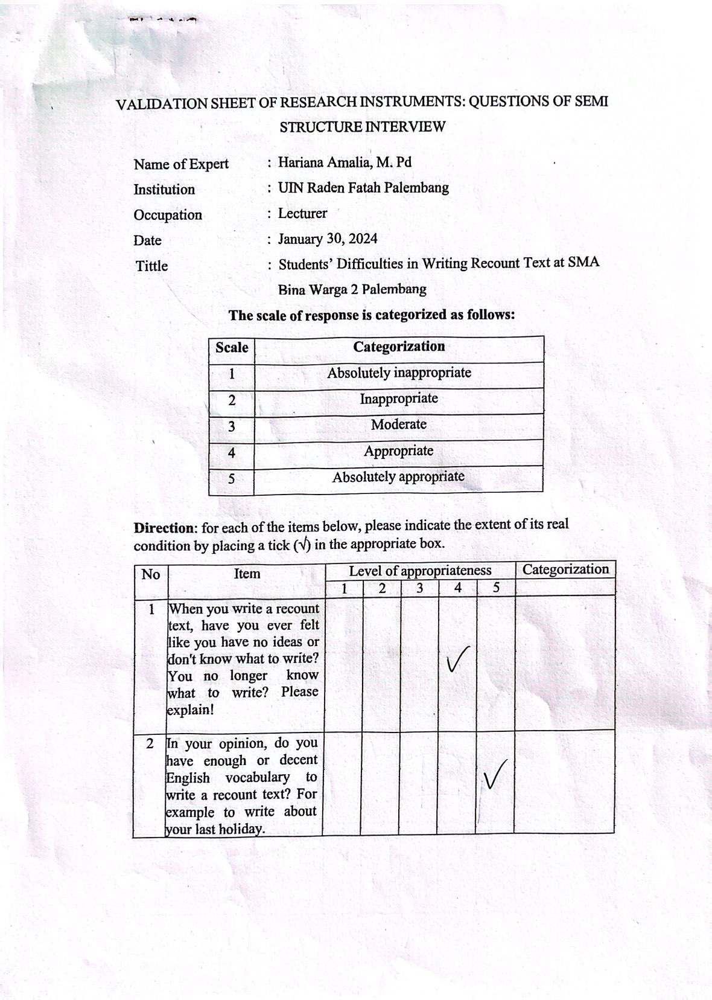 VALIDATION SHEET OF RESEARCH INSTRUMENTS: QUESTIONS OF SEMI
STRUCTURE INTERVIEW
Name of Expert : Hariana Amalia, M. Pd
Institution : UIN Raden Fatah Palembang
Occupation : Lecturer
Date : January 30, 2024
Tittle : Students’ Difficulties in Writing Recount Text at SMA
Bina Warga 2 Palembang
The scale of response is categorized as follows:
Scale Categorization
1 Absolutely inappropriate
2 Inappropriate
3 Moderate
4 Appropriate
5 Absolutely appropriate
Direction: for each of the items below, please indicate the extent of its real
condition by placing a tick (√) in the appropriate box.
No Item Level of appropriateness Categorization
1 2 3 4 5
1 When you write a recount
text, have you ever felt
like you have no ideas or
don't know what to write?
✓
You no longer know
what to write? Please
explain!
2 In your opinion, do you
have enough or decent
English vocabulary to
✓
write a recount text? For
example to write about
your last holiday.